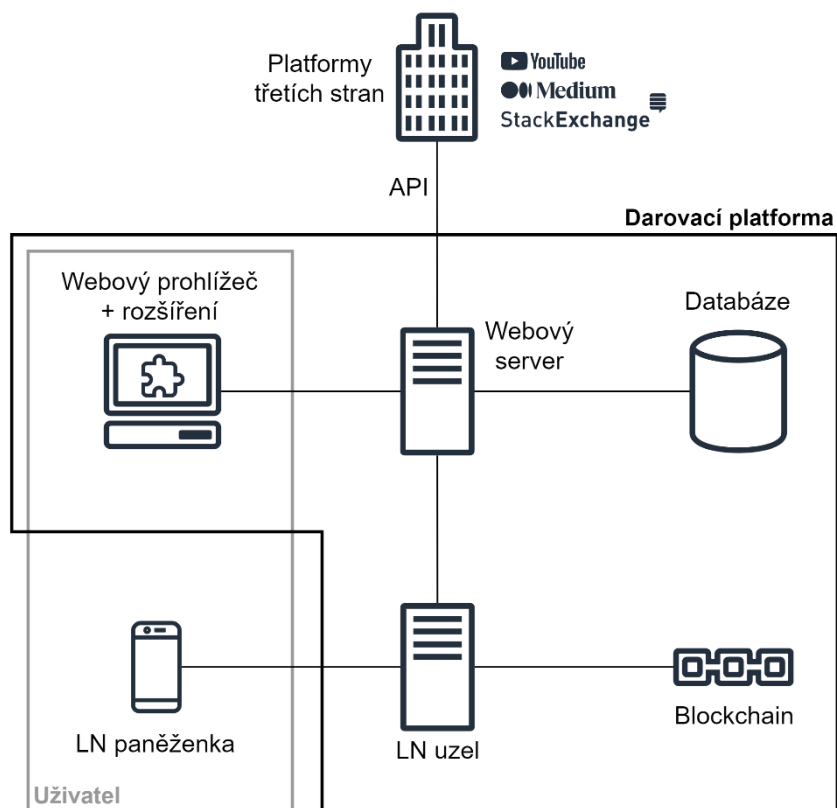 Platformy
třetích stran
YouTube
Medium
StackExchange
API
Darovací platforma
Webový prohlížeč
+ rozšíření
Webový
server
Databáze
LN paněženka
LN uzel
Blockchain
Uživatel